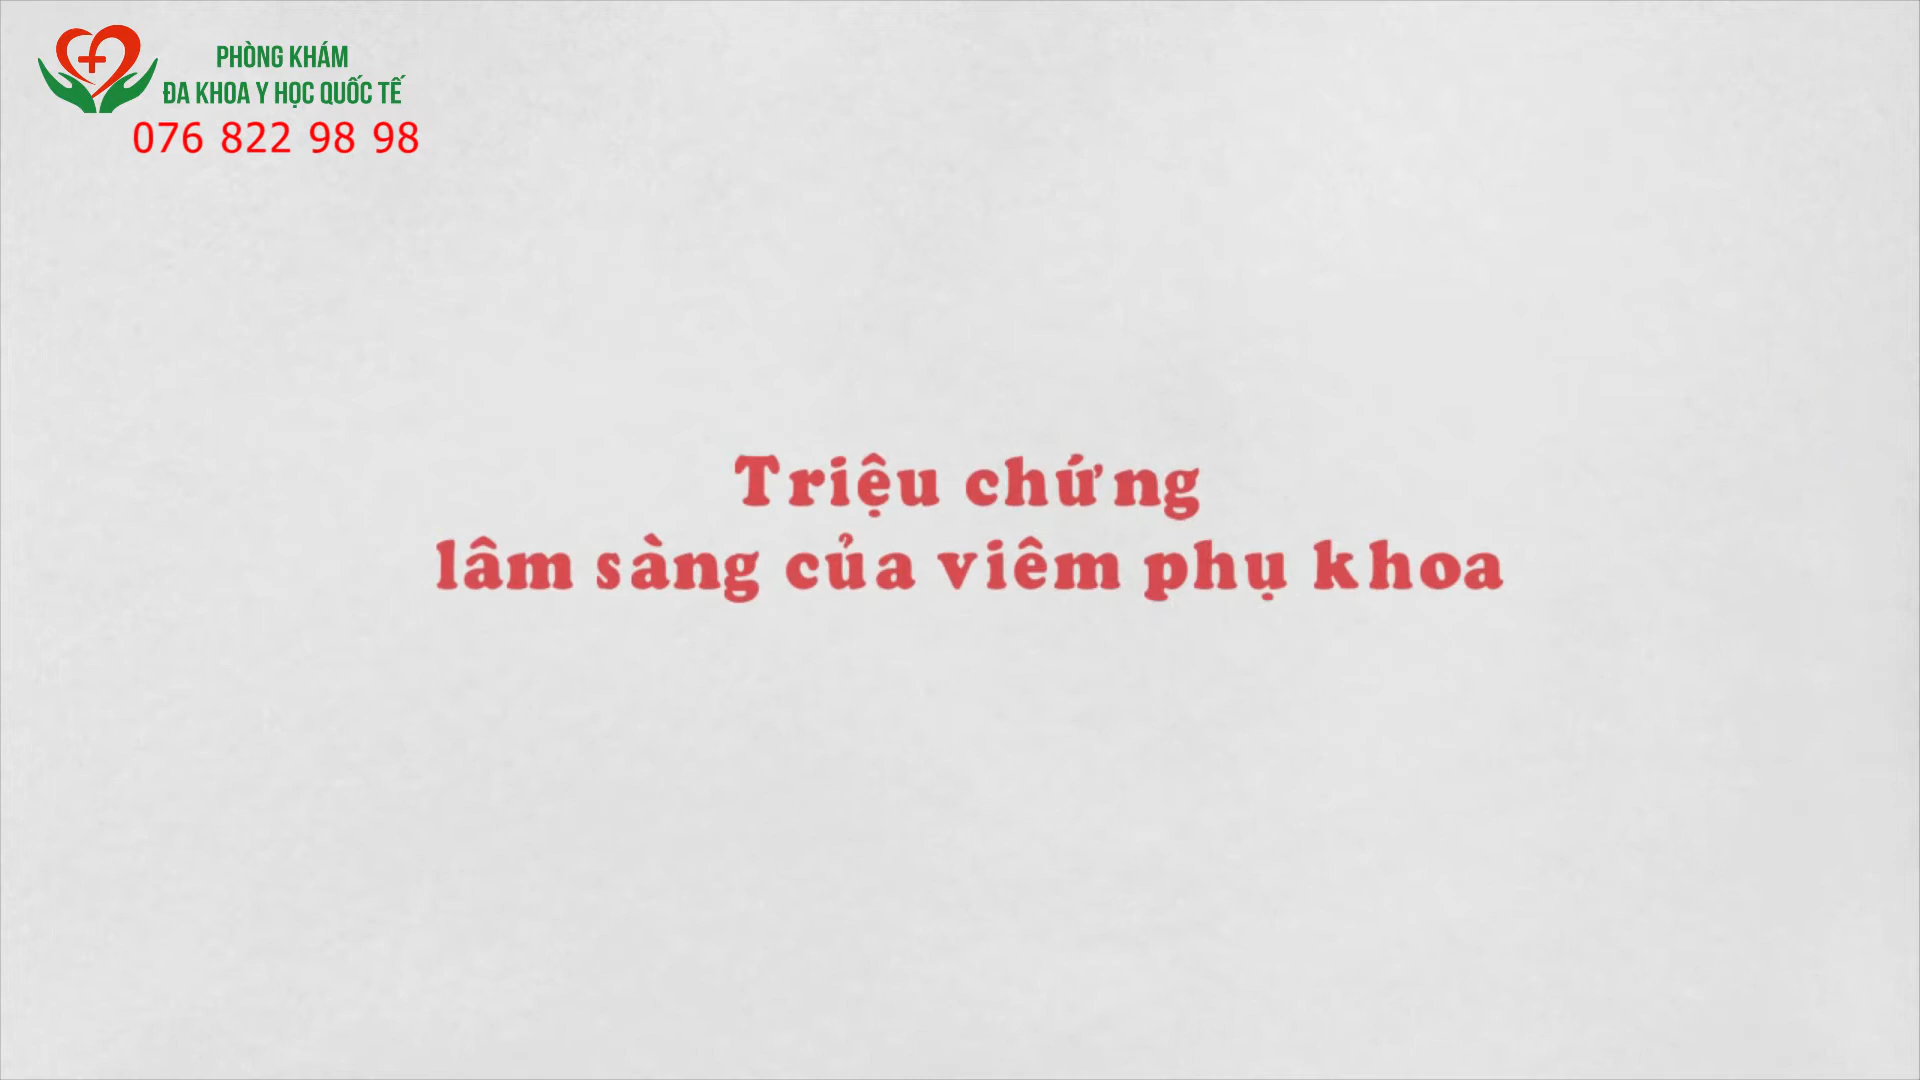 PHÒNG KHÁM
ĐA KHOA Y HỌC QUỐC TẾ
076 822 98 98
Triệu chứng
lâm sàng của viêm phụ khoa